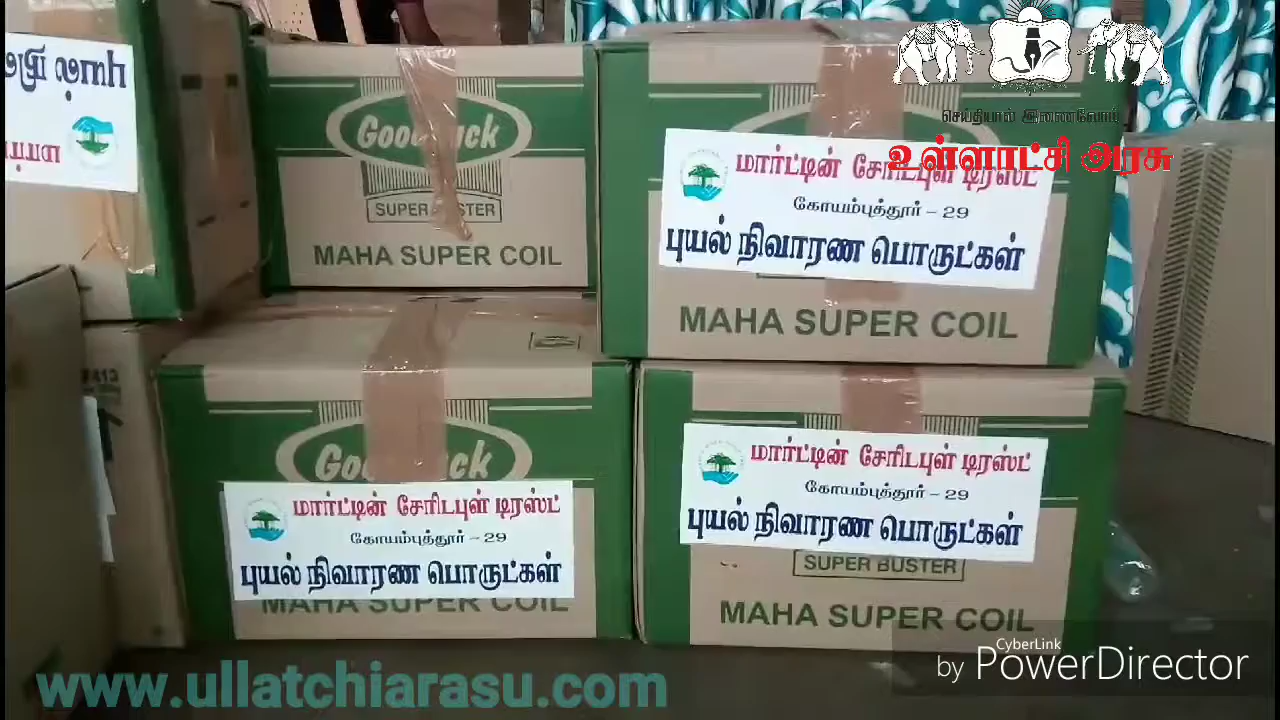 செய்தியால் இணைவோம்
உள்ளாட்சி அரசு
Good
SUPER
MAHA SUPER COIL
மார்ட்டின் சேரிடபுள் டிரஸ்ட்
கோயம்புத்தூர் - 29
புயல் நிவாரண பொருட்கள்
MAHA SUPER COIL
மார்ட்டின் சேரிடபுள் டிரஸ்ட்
கோயம்புத்தூர் - 29
புயல் நிவாரண பொருட்கள்
MAHA SUPER COIL
மார்ட்டின் சேரிடபுள் டிரஸ்ட்
கோயம்புத்தூர் - 29
புயல் நிவாரண பொருட்கள்
SUPER BUSTER
MAHA SUPER COIL
www.ullatchiarasu.com
CyberLink
by PowerDirector